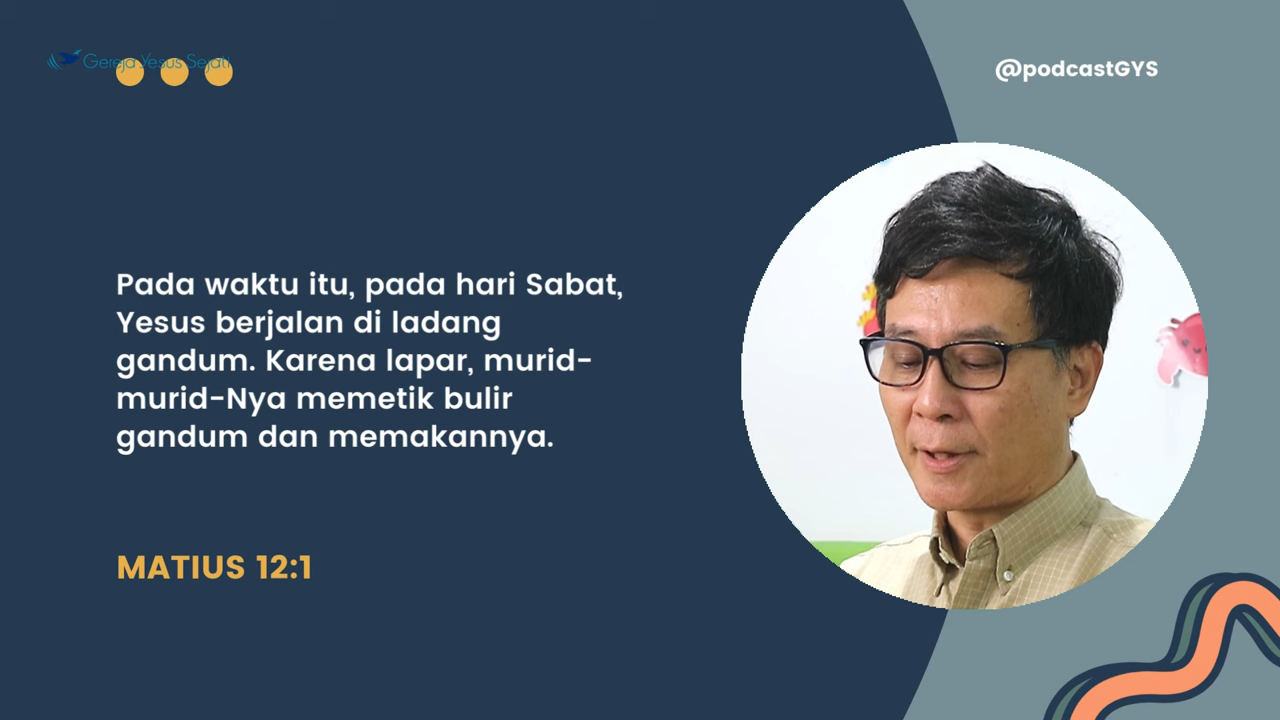 Gereja Yesus Sejati
@podcastGYS
Pada waktu itu, pada hari Sabat,
Yesus berjalan di ladang
gandum. Karena lapar, murid-
murid-Nya memetik bulir
gandum dan memakannya.
MATIUS 12:1